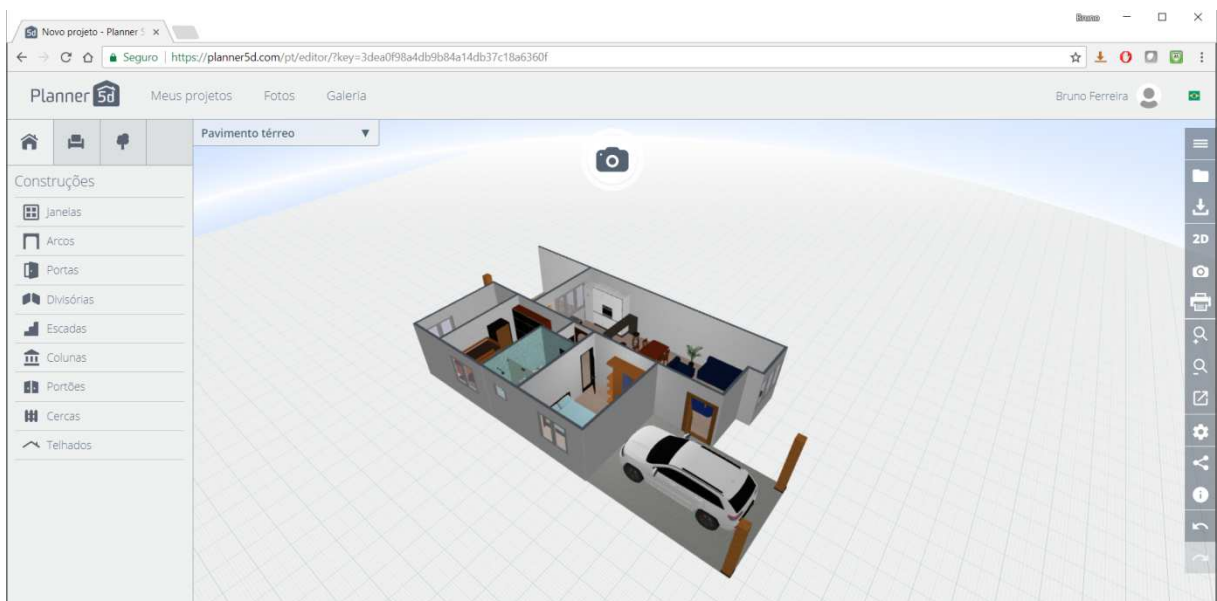 Bruno
Novo projeto - Planner 5
Seguro | https://planner5d.com/pt/editor/?key=3dea0f98a4db9b84a14db37c18a6360f
Planner 5d Meus projetos Fotos Galeria Bruno Ferreira
Pavimento térreo
Construções
Janelas
Arcos
Portas
Divisórias
Escadas
Colunas
Portões
Cercas
Telhados
2D